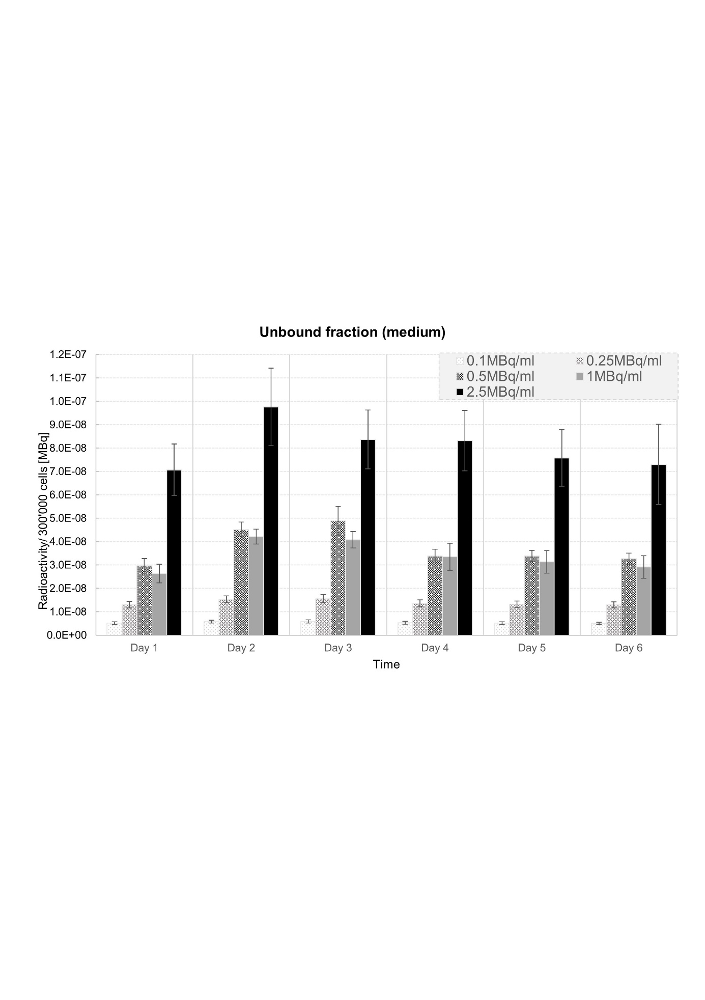 Unbound fraction (medium)
1.2E-07
1.1E-07
1.0E-07
9.0E-08
8.0E-08
7.0E-08
6.0E-08
5.0E-08
4.0E-08
3.0E-08
2.0E-08
1.0E-08
0.0E+00
Radioactivity/ 300'000 cells [MBq]
0.1MBq/ml 0.25MBq/ml
0.5MBq/ml 1MBq/ml
2.5MBq/ml
Day 1 Day 2 Day 3 Day 4 Day 5 Day 6
Time